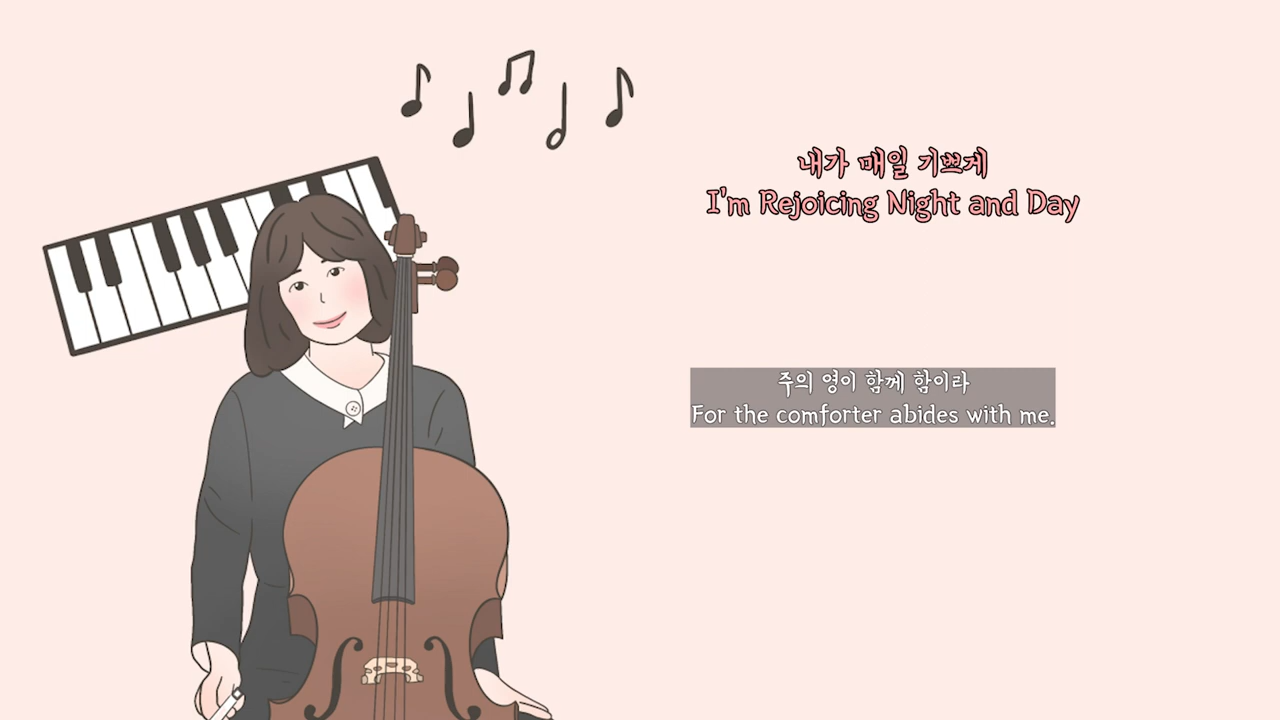 내가 매일 기쁘게
I'm Rejoicing Night and Day
주의 영이 함께 함이라
For the comforter abides with me.